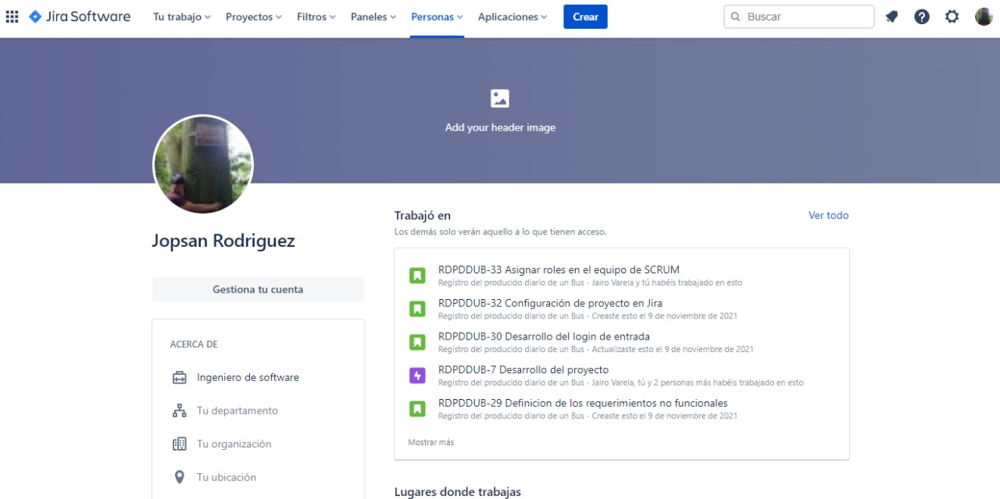 Jira Software Tu trabajo Proyectos Filtros Paneles Personas Aplicaciones Crear Buscar
Add your header image
Jopsan Rodriguez
Gestiona tu cuenta
ACERCA DE
Ingeniero de software
Tu departamento
Tu organización
Tu ubicación
Trabajó en Ver todo
Los demás solo verán aquello a lo que tienen acceso.
RDPDDUB-33 Asignar roles en el equipo de SCRUM
Registro del producido diario de un Bus · Jairo Varela y tú habéis trabajado en esto
RDPDDUB-32 Configuración de proyecto en Jira
Registro del producido diario de un Bus · Creaste esto el 9 de noviembre de 2021
RDPDDUB-30 Desarrollo del login de entrada
Registro del producido diario de un Bus · Actualizaste esto el 9 de noviembre de 2021
RDPDDUB-7 Desarrollo del proyecto
Registro del producido diario de un Bus · Jairo Varela, tú y 2 personas más habéis trabajado en esto
RDPDDUB-29 Definicion de los requerimientos no funcionales
Registro del producido diario de un Bus · Creaste esto el 9 de noviembre de 2021
Mostrar más
Lugares donde trabajas